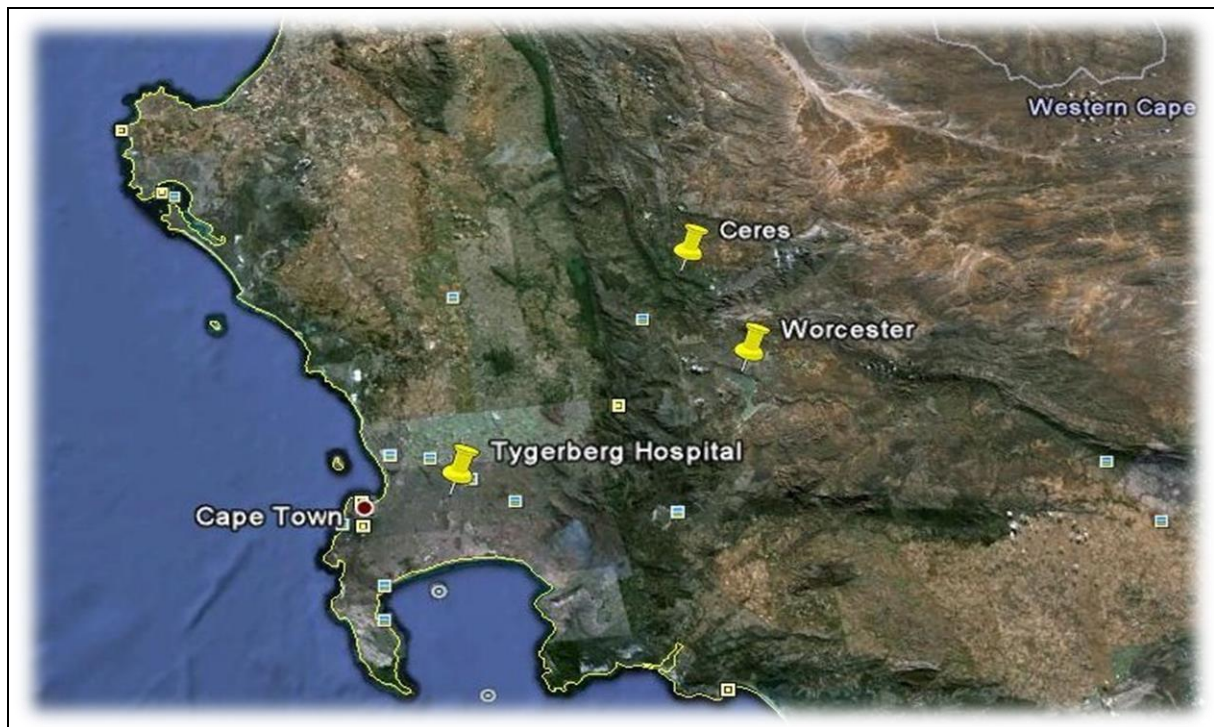 Western Cape
Ceres
Worcester
Tygerberg Hospital
Cape Town